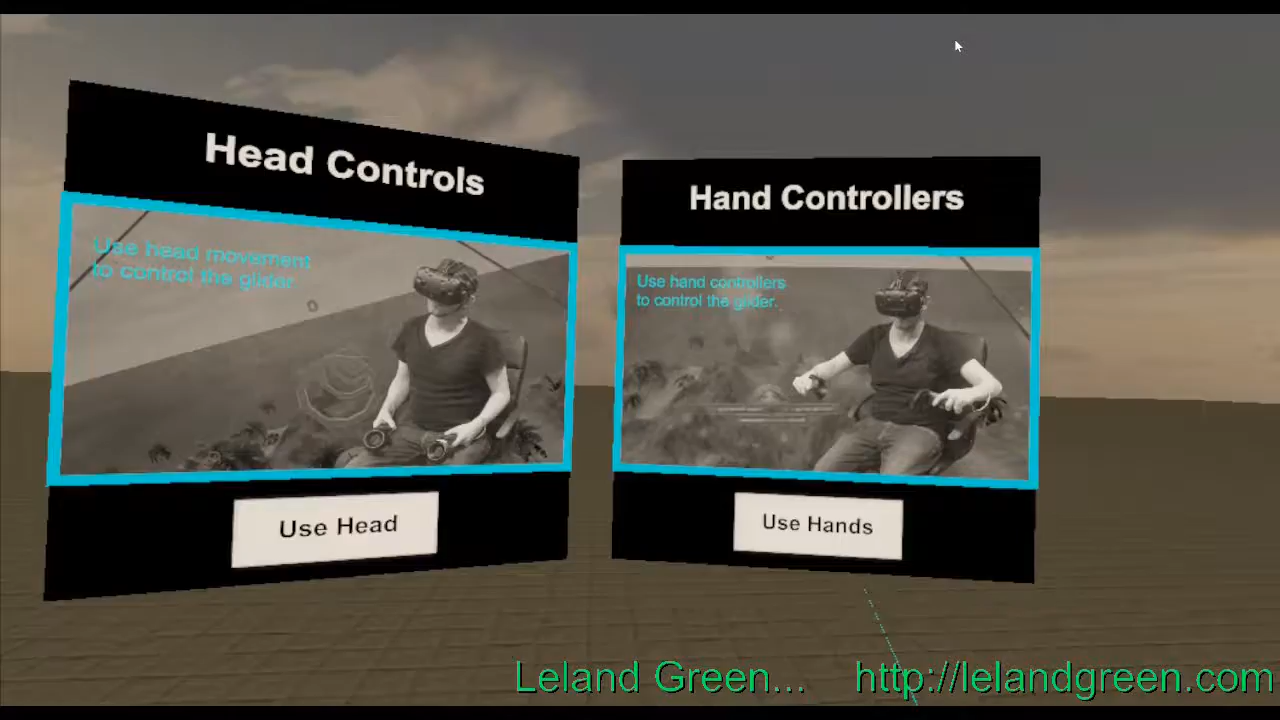 Head Controls
Use head movement
to control the glider.
Use Head
Hand Controllers
Use hand controllers
to control the glider.
Use Hands
Leland Green... http://lelandgreen.com